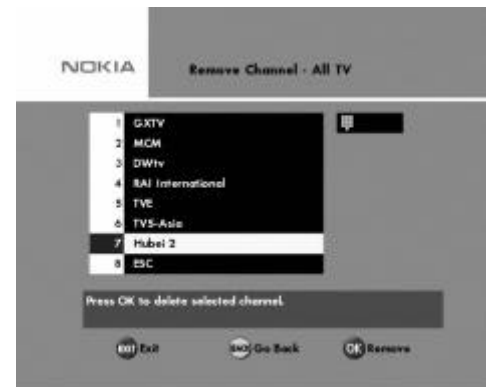 NOKIA
Remove Channel - All TV
1 GXTV
2 MCM
3 DWtv
4 RAI International
5 TVE
6 TV5-Asia
7 Hubei 2
8 ESC
Press OK to delete selected channel.
EXIT Exit BACK Go Back OK Remove